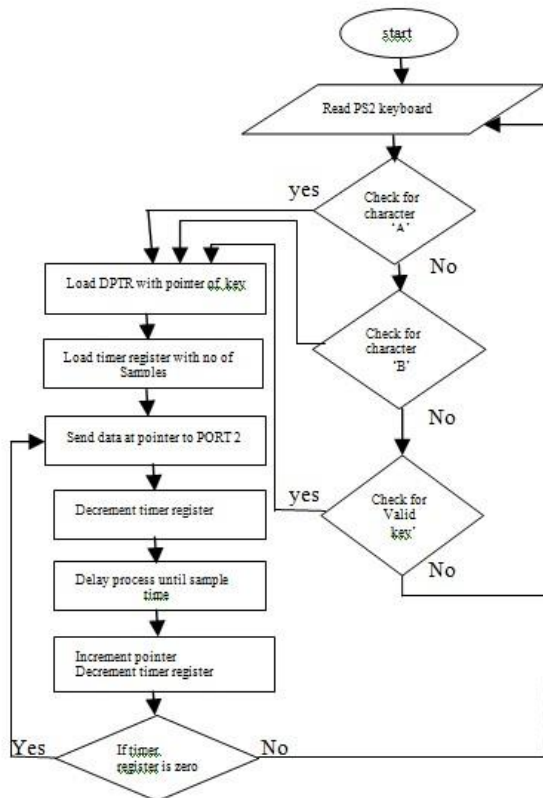 start
Read PS2 keyboard
yes
Check for
character
'A'
No
Load DPTR with pointer of key
Check for
character
'B'
Load timer register with no of
Samples
No
Send data at pointer to PORT 2
yes
Check for
Valid
key'
Decrement timer register
No
Delay process until sample
time
Increment pointer
Decrement timer register
Yes
If timer
register is zero
No